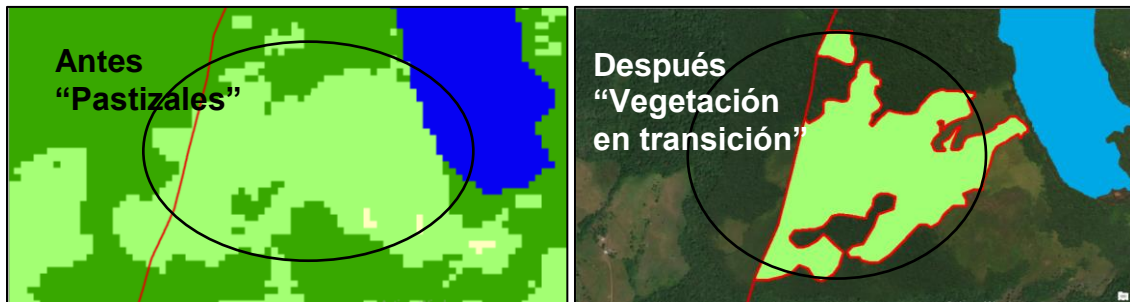 Antes
“Pastizales”
Después
“Vegetación
en transición”